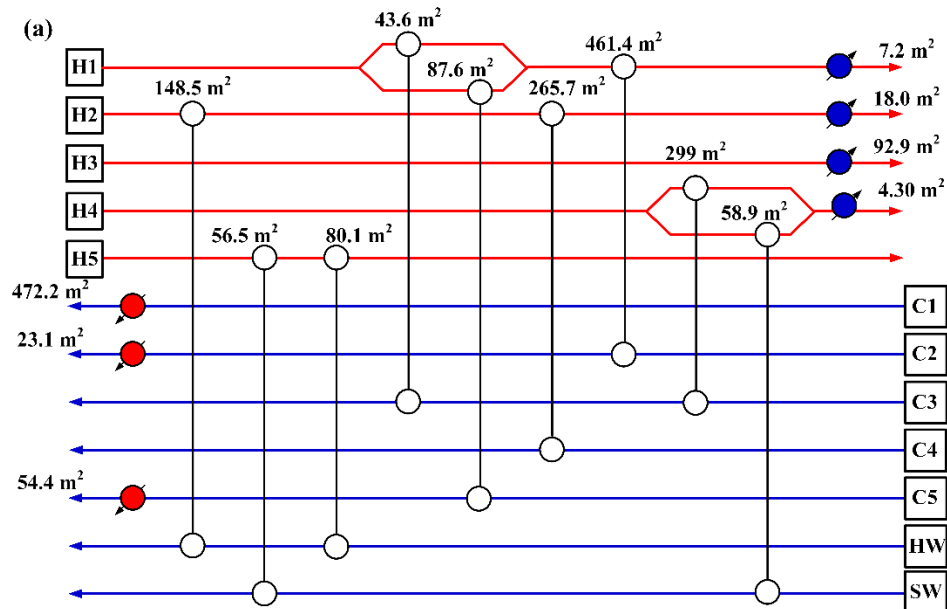 (a)
43.6 m²
461.4 m²
7.2 m²
H1
87.6 m²
148.5 m²
265.7 m²
18.0 m²
H2
92.9 m²
H3
299 m²
4.30 m²
H4
58.9 m²
56.5 m²
80.1 m²
H5
472.2 m²
C1
23.1 m²
C2
C3
C4
54.4 m²
C5
HW
SW